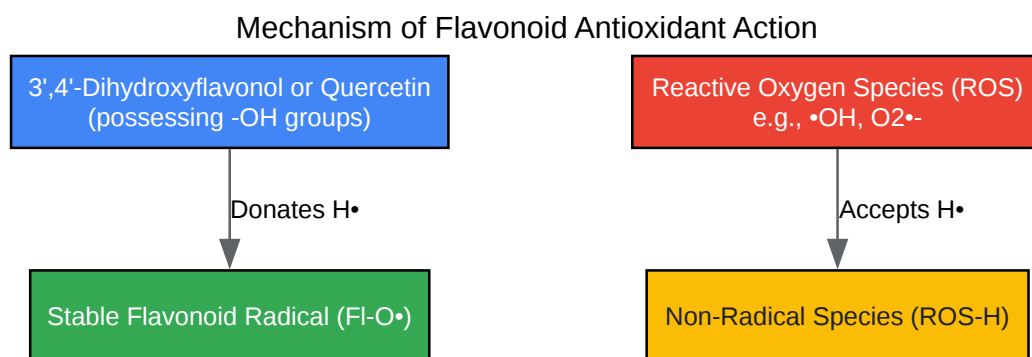 Mechanism of Flavonoid Antioxidant Action
3',4'-Dihydroxyflavonol or Quercetin
(possessing -OH groups)
Reactive Oxygen Species (ROS)
e.g., •OH, O2•-
Donates H•
Accepts H•
Stable Flavonoid Radical (Fl-O•)
Non-Radical Species (ROS-H)